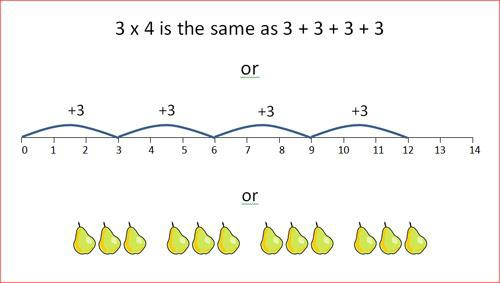 3 x 4 is the same as 3 + 3 + 3 + 3
or
+3 +3 +3 +3
0 1 2 3 4 5 6 7 8 9 10 11 12 13 14
or